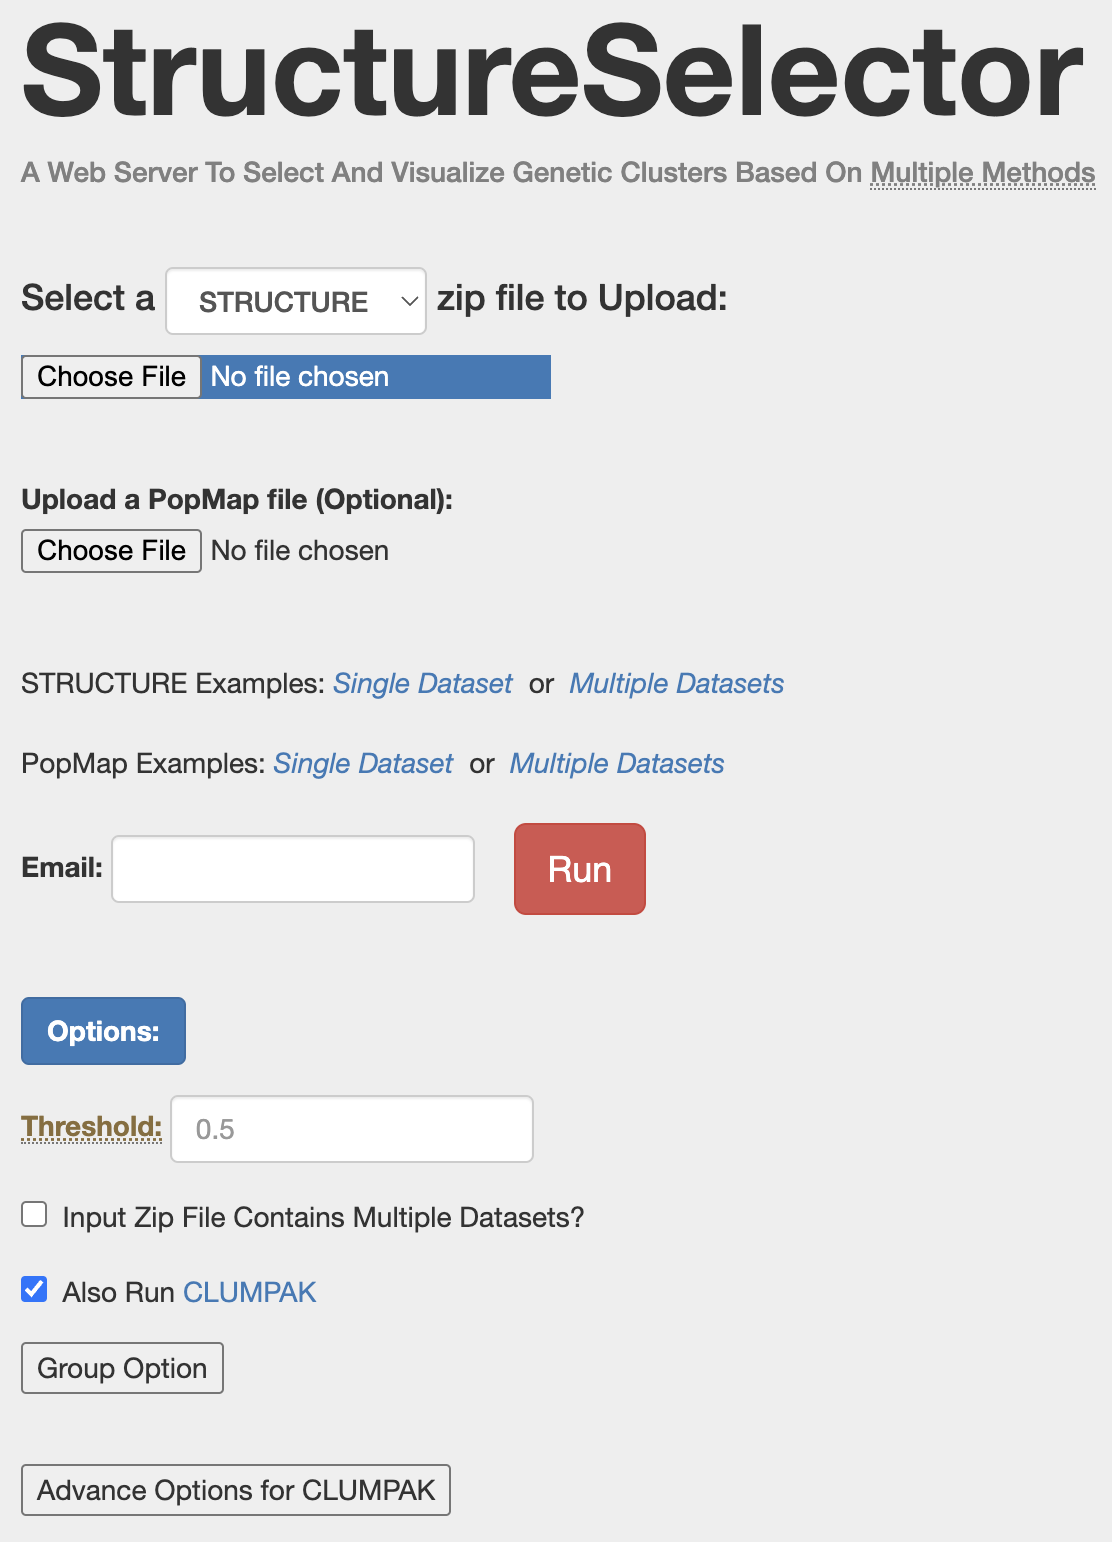 StructureSelector
A Web Server To Select And Visualize Genetic Clusters Based On Multiple Methods
Select a STRUCTURE zip file to Upload:
Choose File No file chosen
Upload a PopMap file (Optional):
Choose File No file chosen
STRUCTURE Examples: Single Dataset or Multiple Datasets
PopMap Examples: Single Dataset or Multiple Datasets
Email: Run
Options:
Threshold: 0.5
Input Zip File Contains Multiple Datasets?
Also Run CLUMPAK
Group Option
Advance Options for CLUMPAK